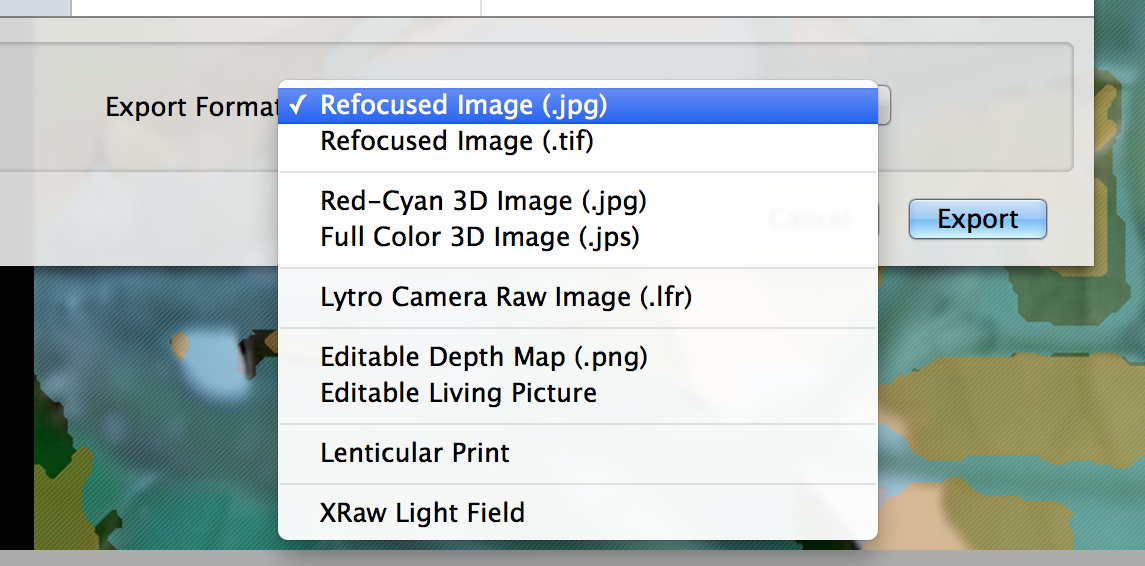 Export Format
✓ Refocused Image (.jpg)
Refocused Image (.tif)
Red-Cyan 3D Image (.jpg)
Full Color 3D Image (.jps)
Cancel
Export
Lytro Camera Raw Image (.lfr)
Editable Depth Map (.png)
Editable Living Picture
Lenticular Print
XRaw Light Field